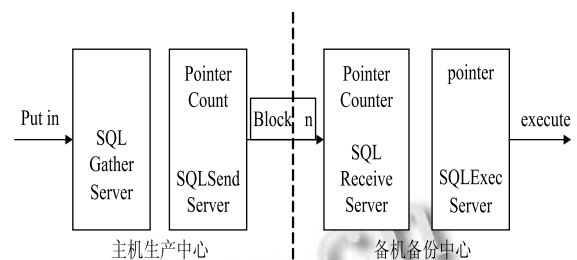 Put in
SQL
Gather
Server
Pointer
Count
SQLSend
Server
Block n
Pointer
Counter
SQL
Receive
Server
pointer
SQLExec
Server
execute
主机生产中心
备机备份中心